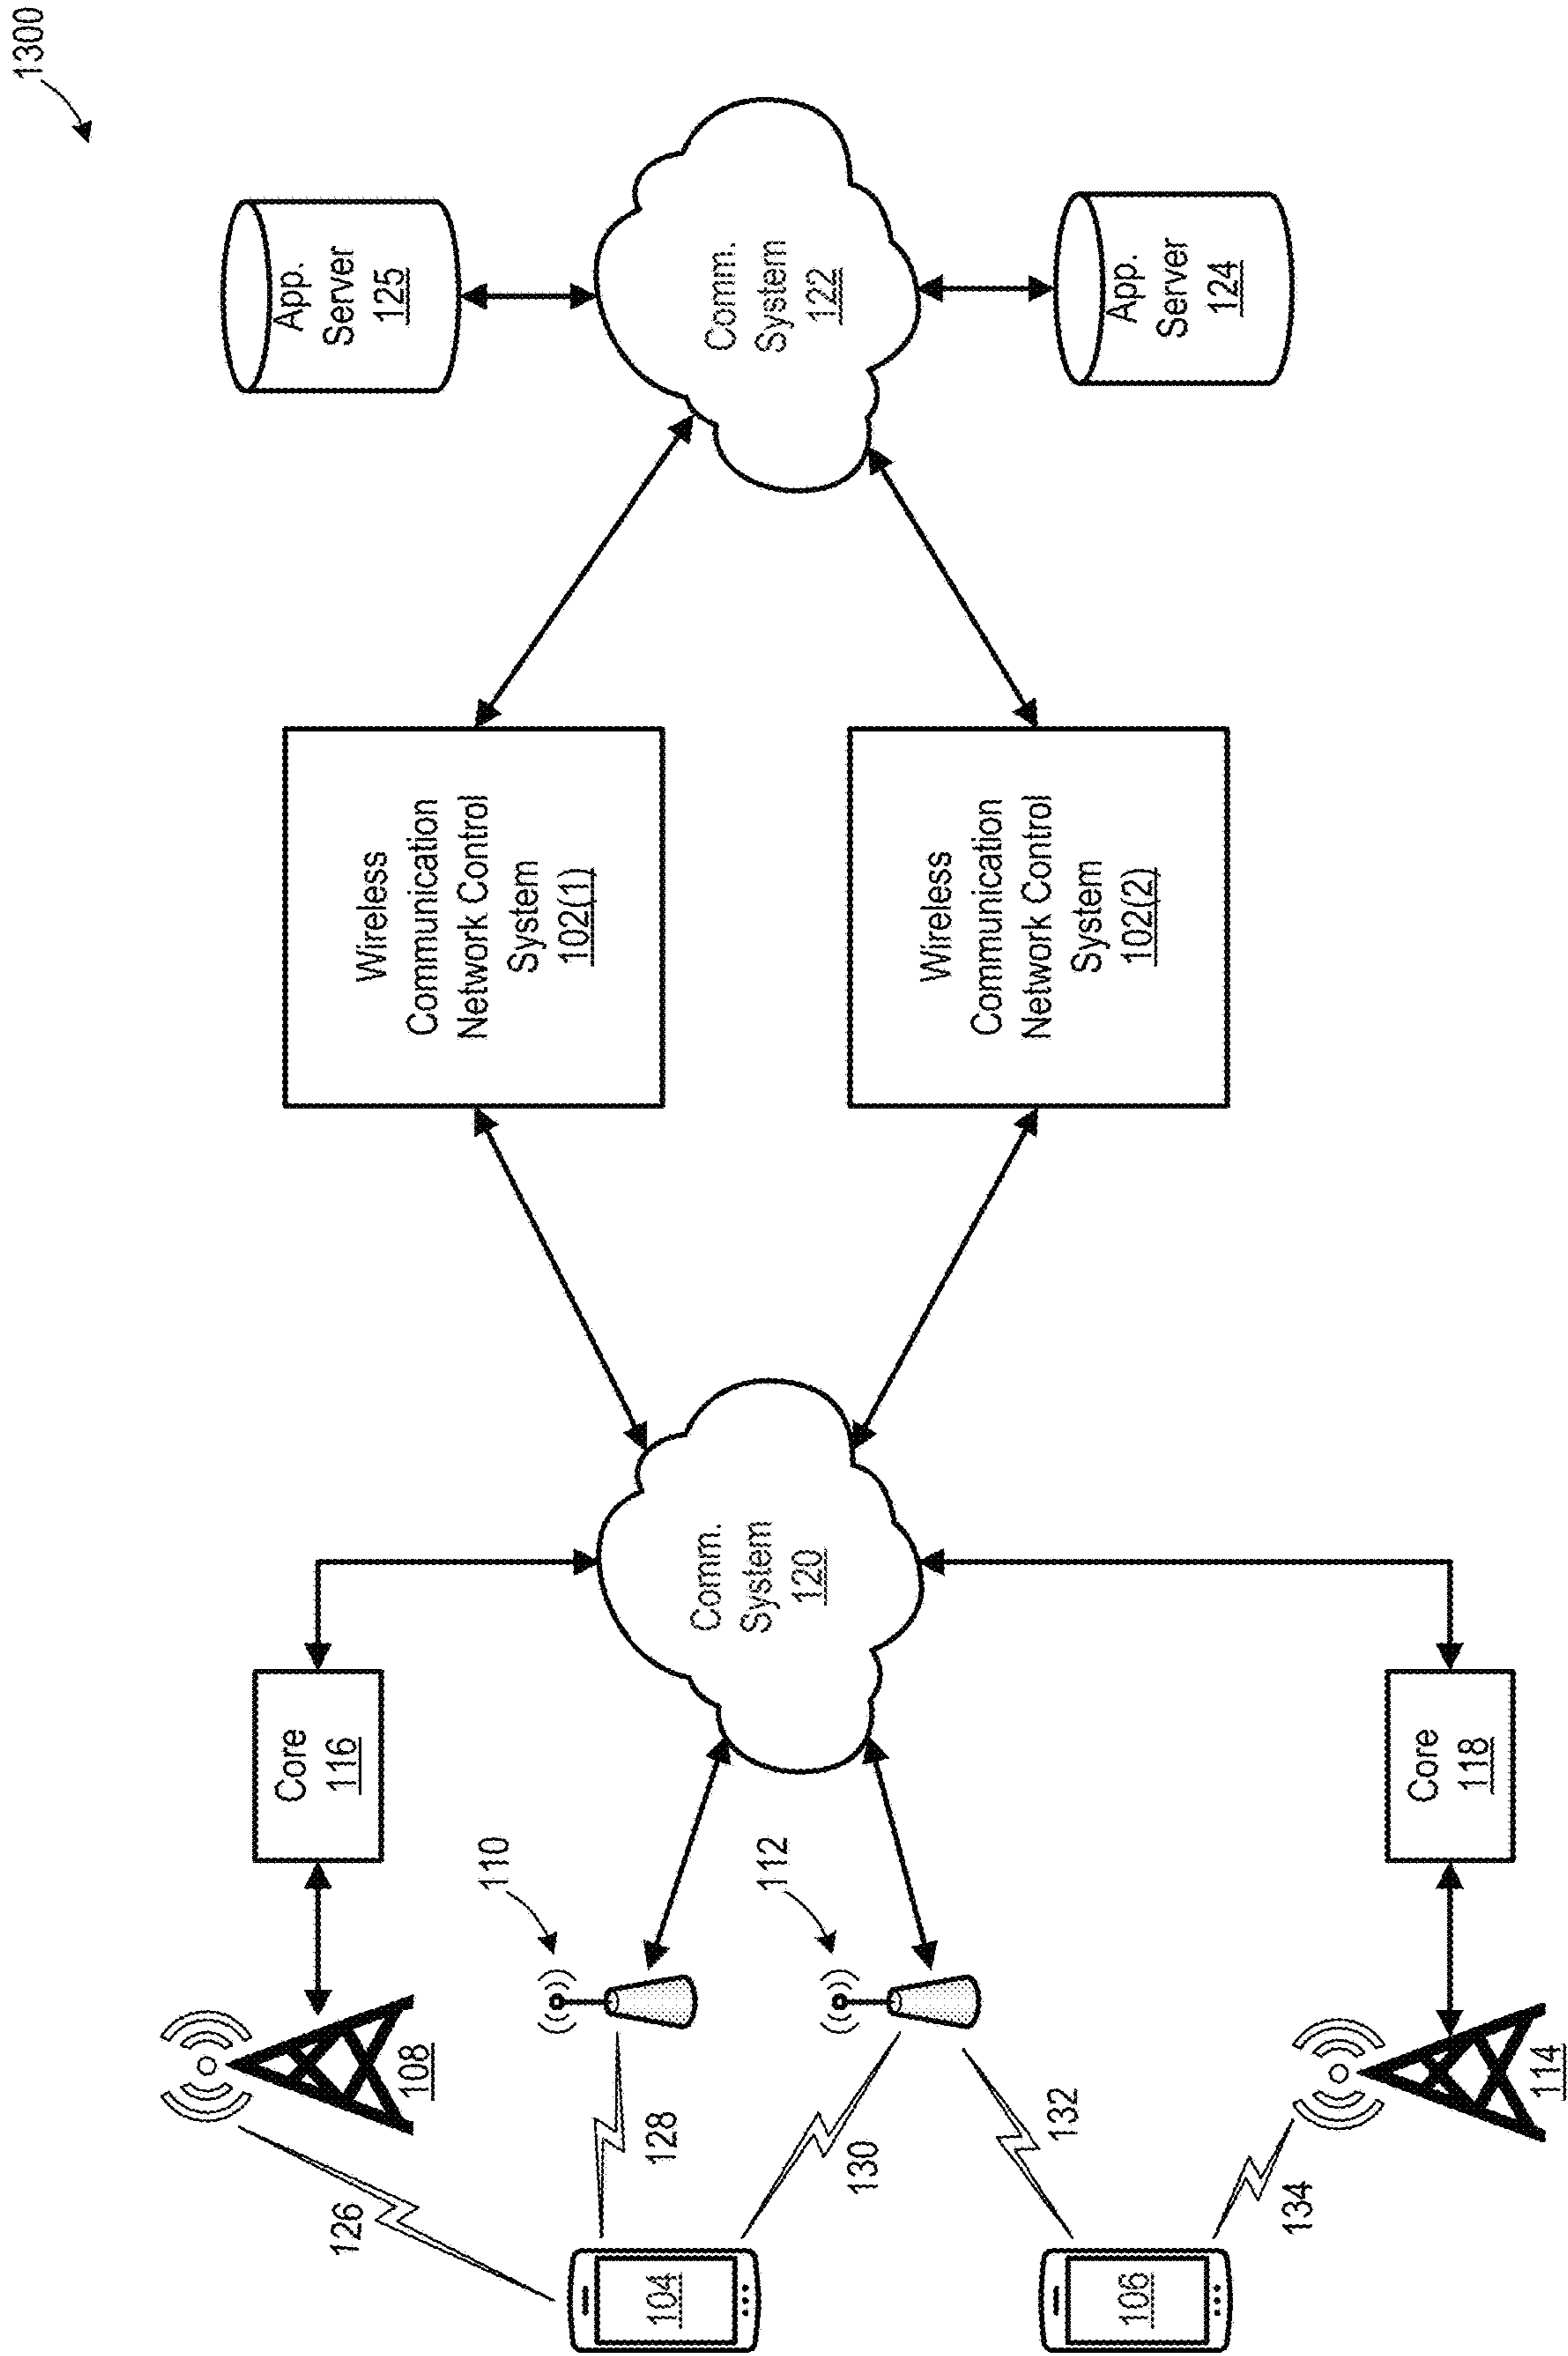 1300
App.
Server
125
Comm.
System
122
App.
Server
124
Wireless
Communication
Network Control
System
102(1)
Wireless
Communication
Network Control
System
102(2)
Comm.
System
120
Core
116
Core
118
110
112
108
114
126
128
130
132
134
104
106